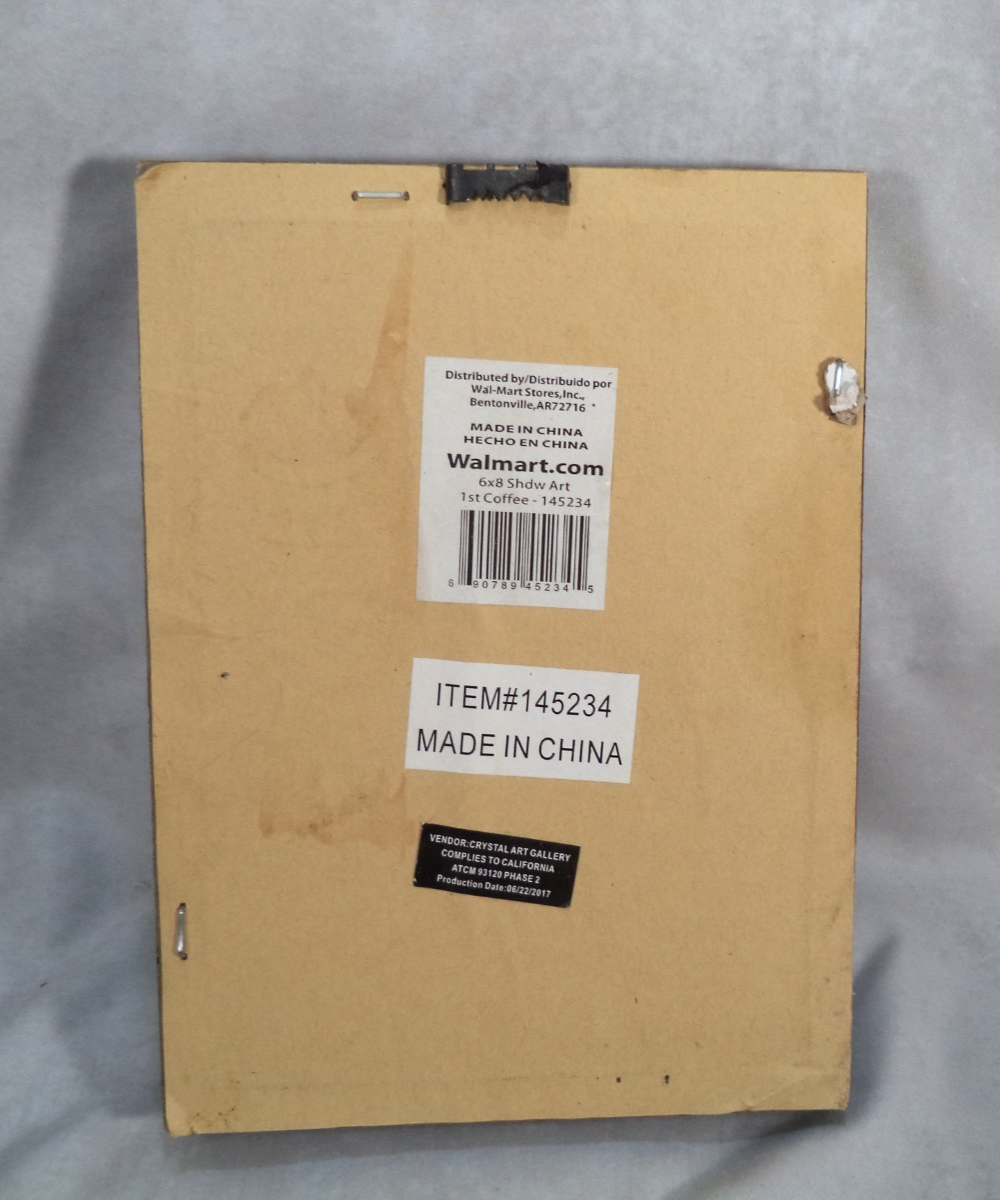 Distributed by/Distribuido por
Wal-Mart Stores,Inc.,
Bentonville,AR72716
MADE IN CHINA
HECHO EN CHINA
Walmart.com
6x8 Shdw Art
1st Coffee - 145234
6 90789 45234 5
ITEM#145234
MADE IN CHINA
VENDOR:CRYSTAL ART GALLERY
COMPLIES TO CALIFORNIA
ATCM 93120 PHASE 2
Production Date:06/22/2017